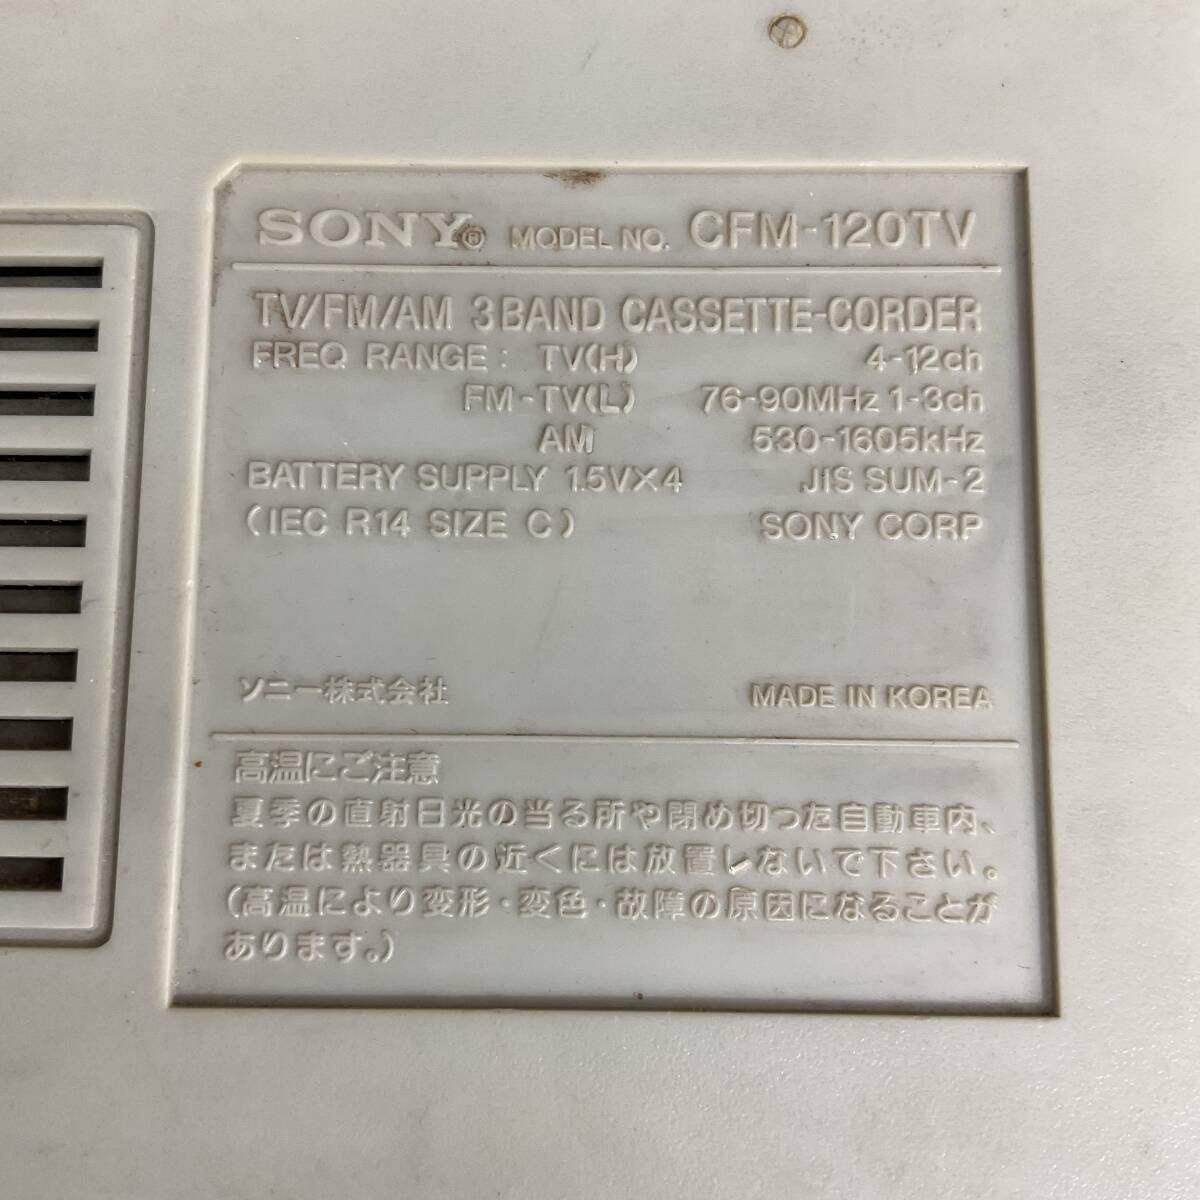 SONY® MODEL NO. CFM-120TV
TV/FM/AM 3BAND CASSETTE-CORDER
FREQ RANGE: TV(H) 4-12ch
FM-TV(L) 76-90MHz 1-3ch
AM 530-1605kHz
BATTERY SUPPLY 1.5V×4 JIS SUM-2
(IEC R14 SIZE C) SONY CORP
ソニー株式会社 MADE IN KOREA
高温にご注意
夏季の直射日光の当る所や閉め切った自動車内、
または熱器具の近くには放置しないで下さい。
(高温により変形・変色・故障の原因になることが
あります。)